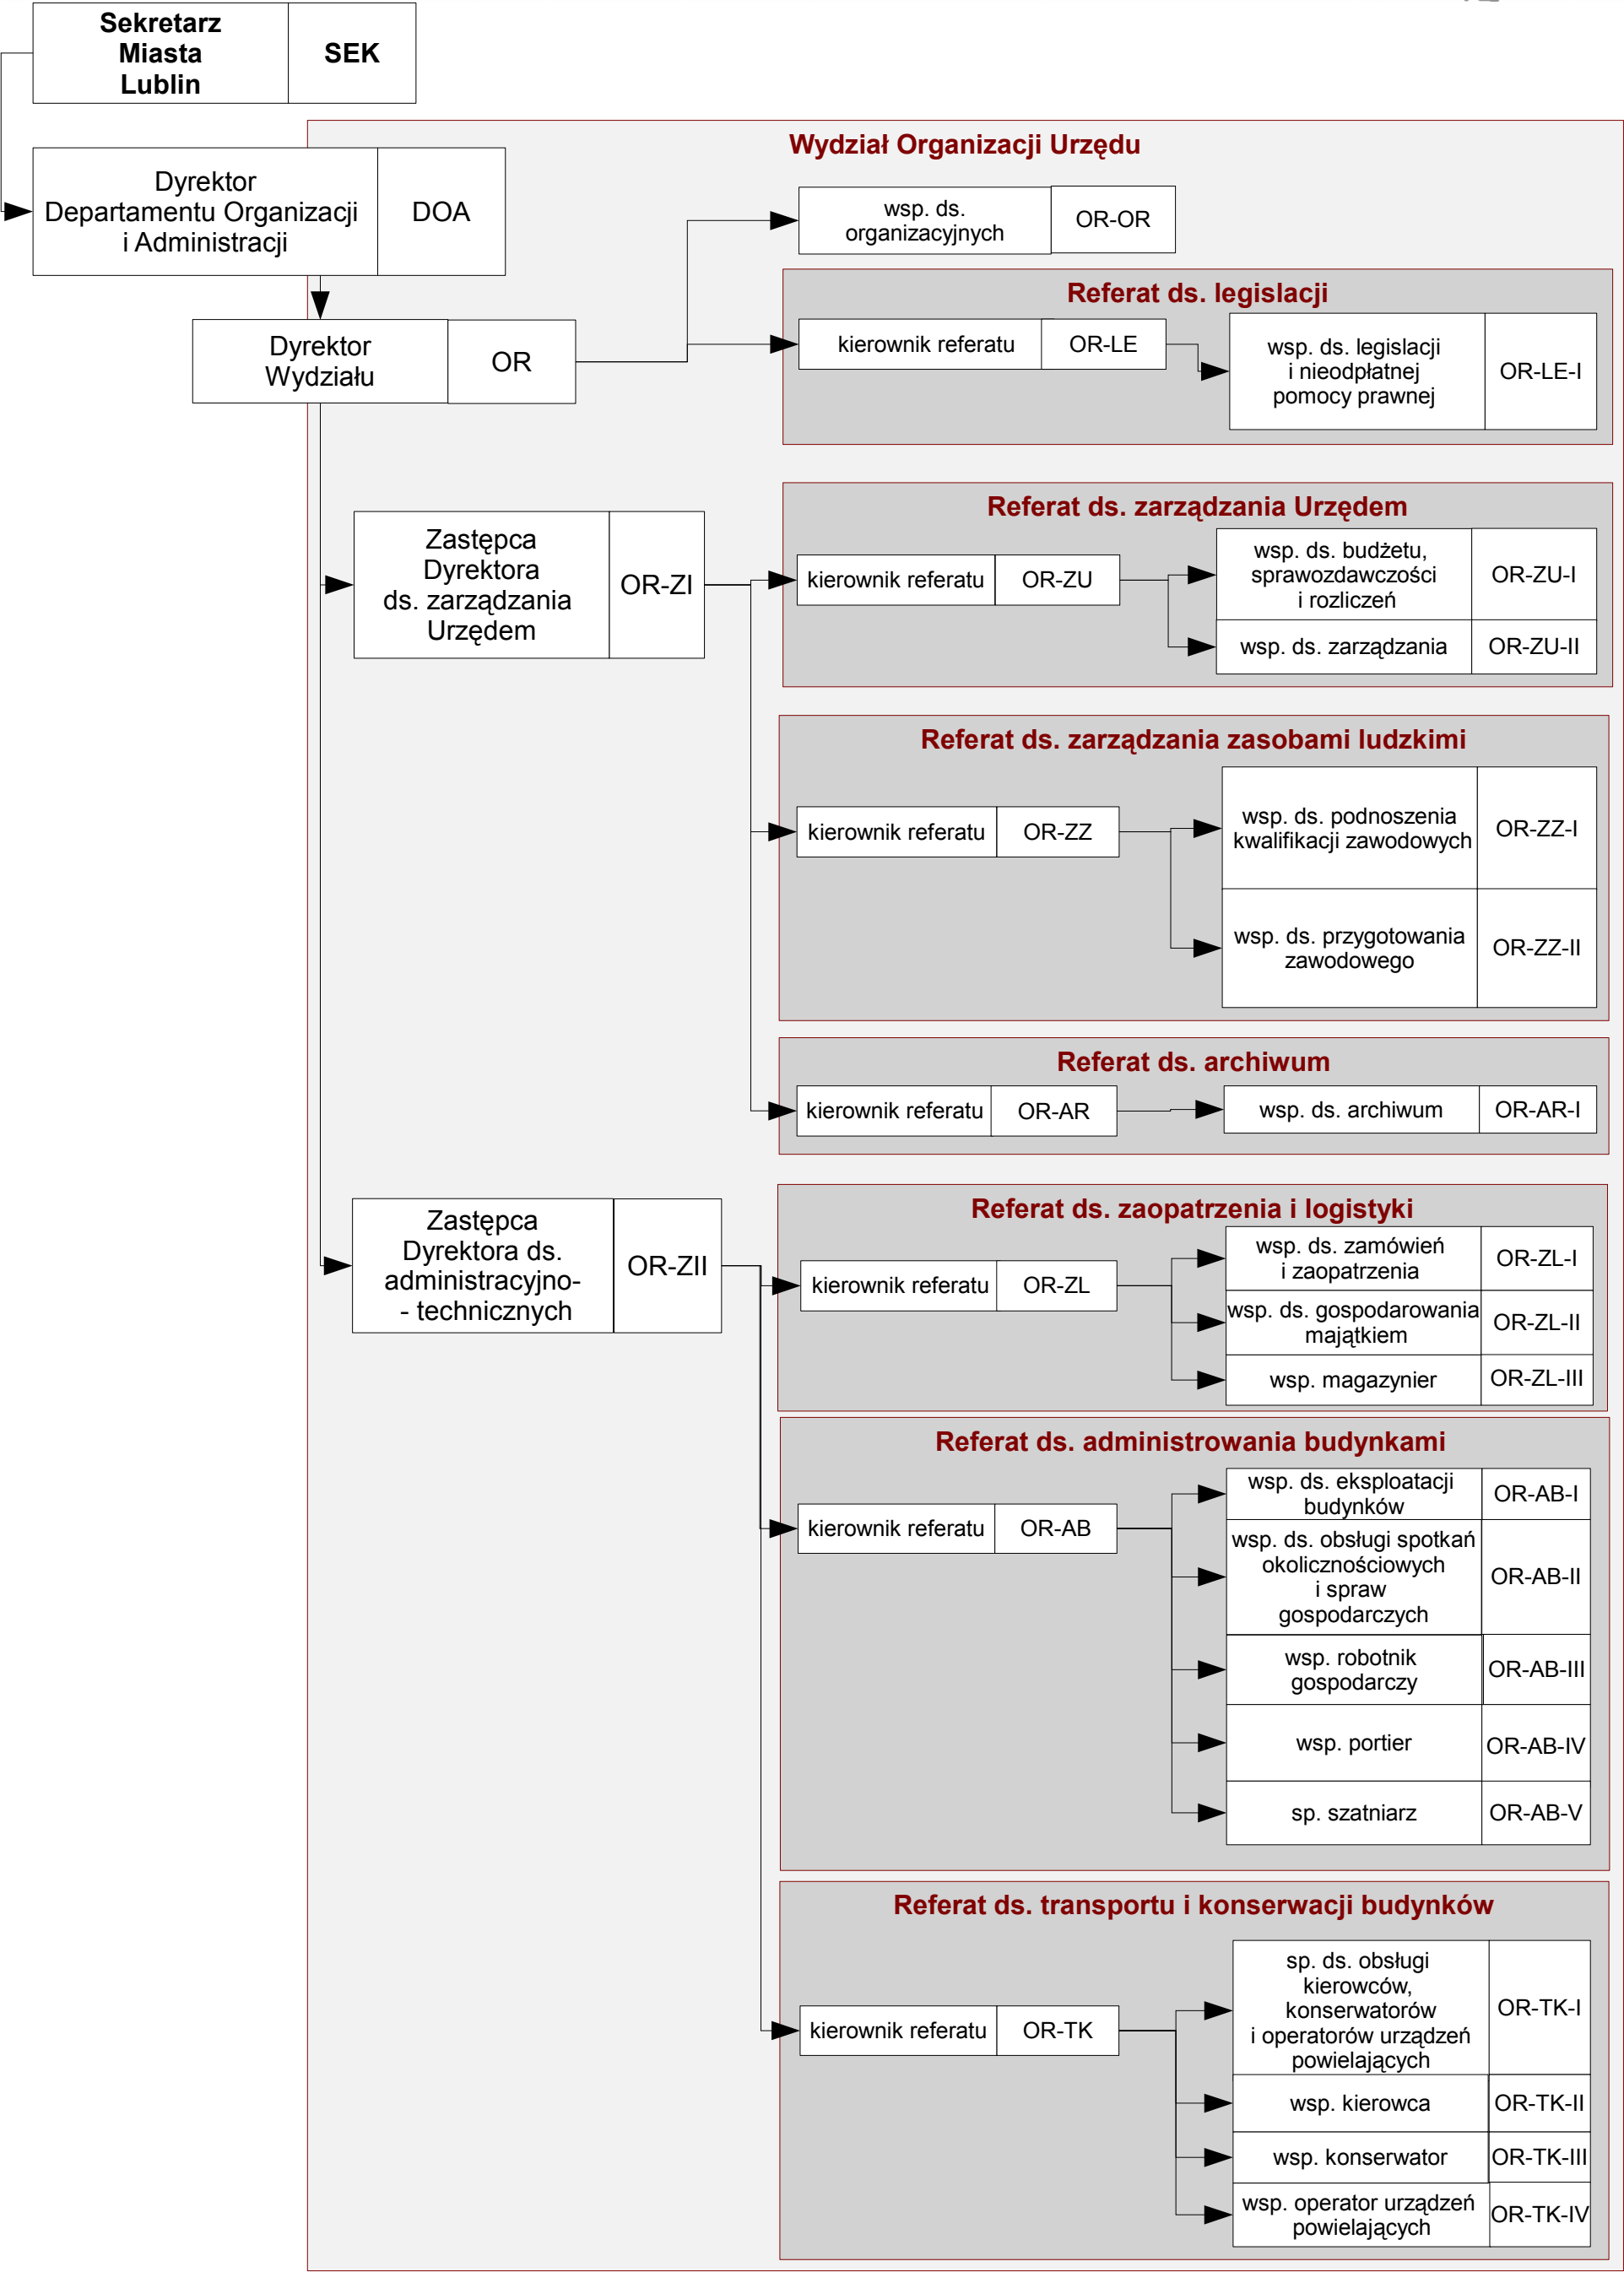 Sekretarz
Miasta
Lublin
SEK
Wydział Organizacji Urzędu
Dyrektor
Departamentu Organizacji
i Administracji
DOA
wsp. ds.
organizacyjnych
OR-OR
Dyrektor
Wydziału
OR
Referat ds. legislacji
kierownik referatu
OR-LE
wsp. ds. legislacji
i nieodpłatnej
pomocy prawnej
OR-LE-I
Zastępca
Dyrektora
ds. zarządzania
Urzędem
OR-ZI
Referat ds. zarządzania Urzędem
kierownik referatu
OR-ZU
wsp. ds. budżetu,
sprawozdawczości
i rozliczeń
OR-ZU-I
wsp. ds. zarządzania
OR-ZU-II
Referat ds. zarządzania zasobami ludzkimi
kierownik referatu
OR-ZZ
wsp. ds. podnoszenia
kwalifikacji zawodowych
OR-ZZ-I
wsp. ds. przygotowania
zawodowego
OR-ZZ-II
Referat ds. archiwum
kierownik referatu
OR-AR
wsp. ds. archiwum
OR-AR-I
Zastępca
Dyrektora ds.
administracyjno-
- technicznych
OR-ZII
Referat ds. zaopatrzenia i logistyki
kierownik referatu
OR-ZL
wsp. ds. zamówień
i zaopatrzenia
OR-ZL-I
wsp. ds. gospodarowania
majątkiem
OR-ZL-II
wsp. magazynier
OR-ZL-III
Referat ds. administrowania budynkami
kierownik referatu
OR-AB
wsp. ds. eksploatacji
budynków
OR-AB-I
wsp. ds. obsługi spotkań
okolicznościowych
i spraw
gospodarczych
OR-AB-II
wsp. robotnik
gospodarczy
OR-AB-III
wsp. portier
OR-AB-IV
sp. szatniarz
OR-AB-V
Referat ds. transportu i konserwacji budynków
kierownik referatu
OR-TK
sp. ds. obsługi
kierowców,
konserwatorów
i operatorów urządzeń
powielających
OR-TK-I
wsp. kierowca
OR-TK-II
wsp. konserwator
OR-TK-III
wsp. operator urządzeń
powielających
OR-TK-IV